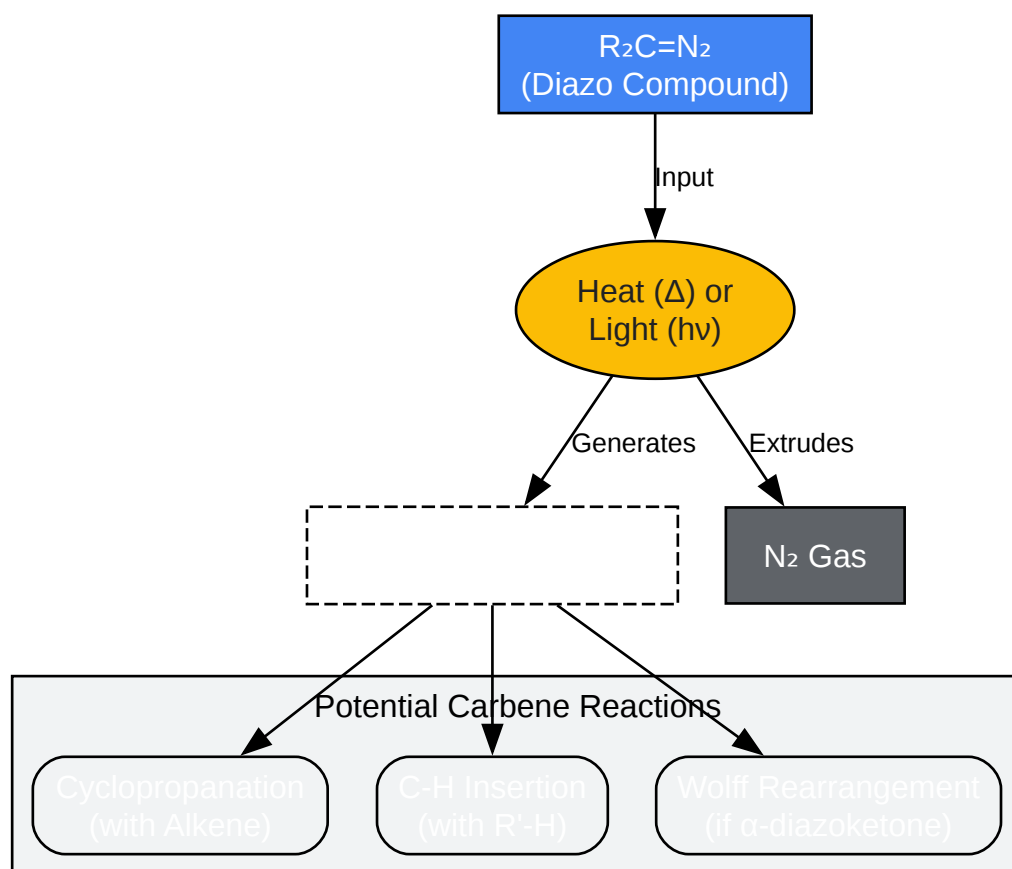 R₂C=N₂
(Diazo Compound)
Input
Heat (Δ) or
Light (hν)
Generates
Extrudes
N₂ Gas
Potential Carbene Reactions
Cyclopropanation
(with Alkene)
C-H Insertion
(with R'-H)
Wolff Rearrangement
(if α-diazoketone)